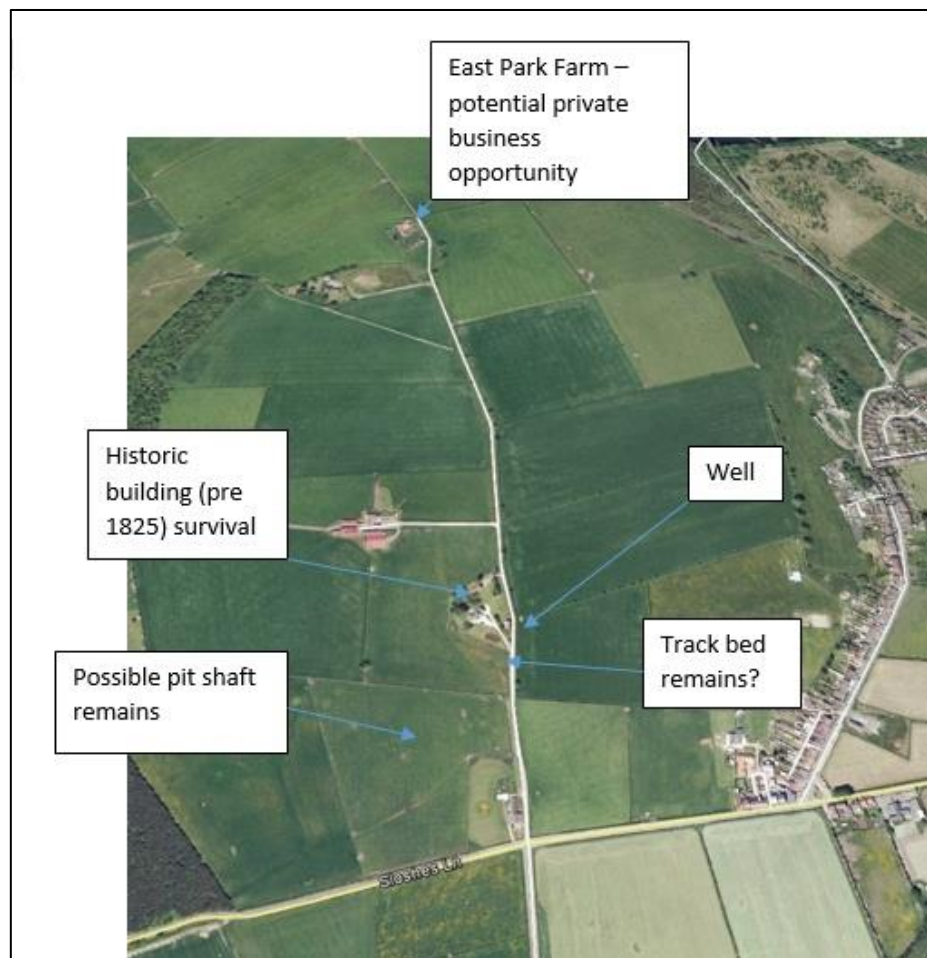 East Park Farm –
potential private
business
opportunity
Historic
building (pre
1825) survival
Well
Track bed
remains?
Possible pit shaft
remains
Sloshes Ln